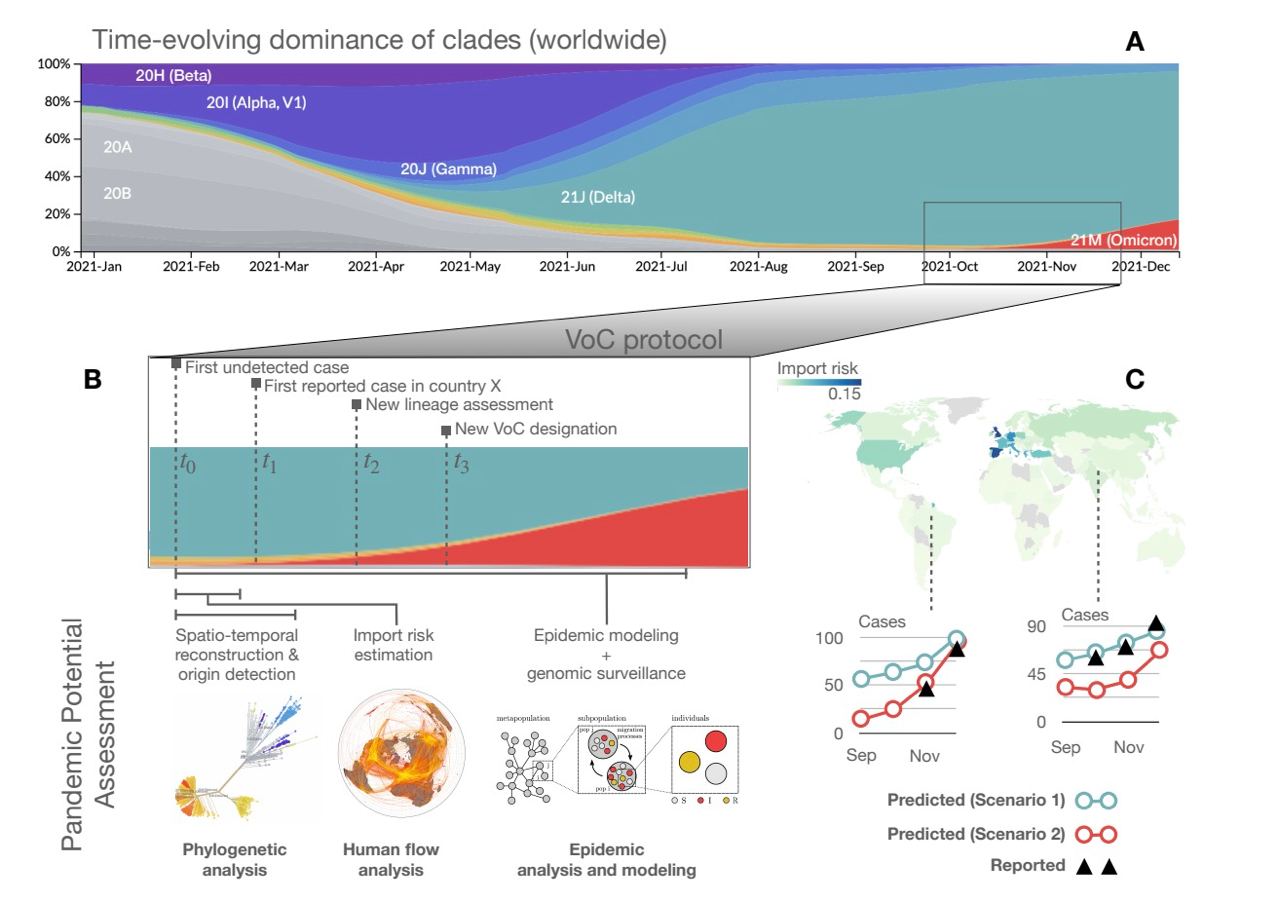 Time-evolving dominance of clades (worldwide)
A
100%
80%
60%
40%
20%
0%
20H (Beta)
20I (Alpha, V1)
20A
20J (Gamma)
20B
21J (Delta)
21M (Omicron)
2021-Jan 2021-Feb 2021-Mar 2021-Apr 2021-May 2021-Jun 2021-Jul 2021-Aug 2021-Sep 2021-Oct 2021-Nov 2021-Dec
VoC protocol
B
First undetected case
First reported case in country X
New lineage assessment
New VoC designation
t0 t1 t2 t3
Pandemic Potential
Assessment
Spatio-temporal
reconstruction &
origin detection
Import risk
estimation
Epidemic modeling
+
genomic surveillance
metapopulation
subpopulation
individuals
pop j
migration
processes
pop i
S I R
Phylogenetic
analysis
Human flow
analysis
Epidemic
analysis and modeling
C
Import risk
0.15
Cases
100
50
0
Sep Nov
Cases
90
45
0
Sep Nov
Predicted (Scenario 1)
Predicted (Scenario 2)
Reported